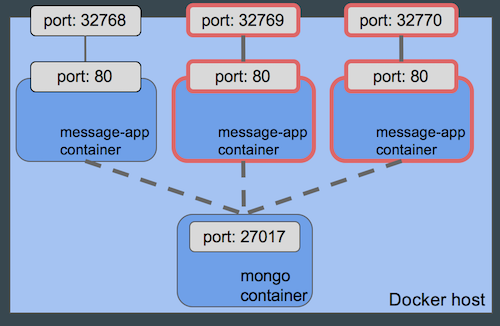 port: 32768
port: 32769
port: 32770
port: 80
port: 80
port: 80
message-app
container
message-app
container
message-app
container
port: 27017
mongo
container
Docker host